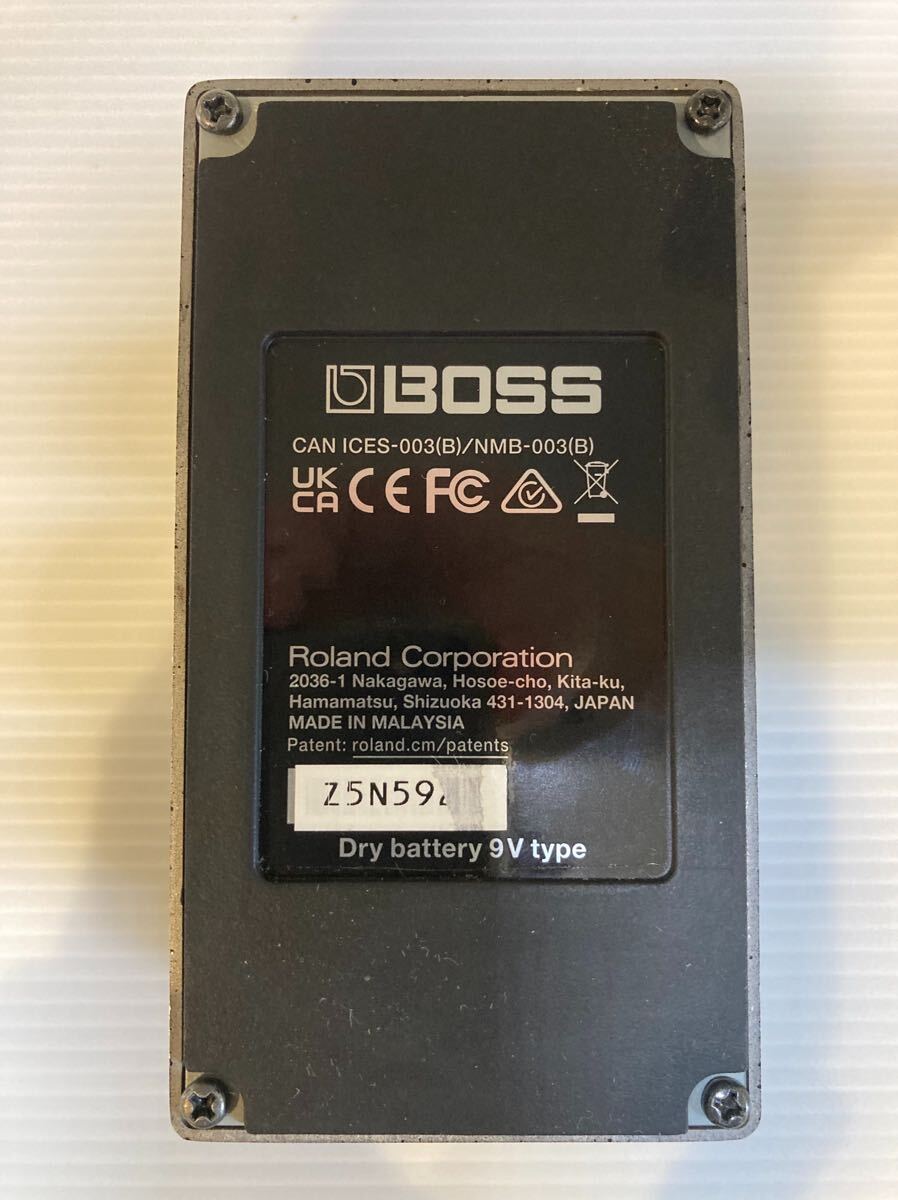 BOSS
CAN ICES-003(B)/NMB-003(B)
UK CA CE FC
Roland Corporation
2036-1 Nakagawa, Hosoe-cho, Kita-ku,
Hamamatsu, Shizuoka 431-1304, JAPAN
MADE IN MALAYSIA
Patent: roland.cm/patents
Z5N59
Dry battery 9V type